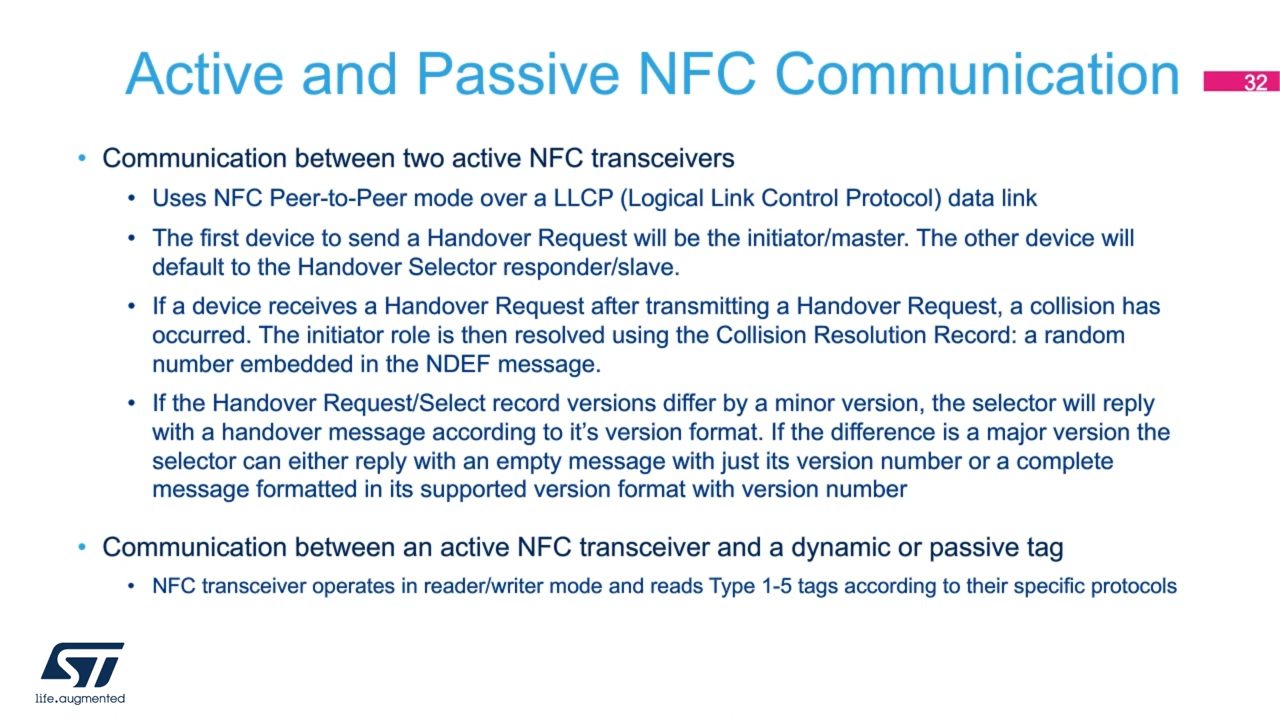 Active and Passive NFC Communication
32
• Communication between two active NFC transceivers
• Uses NFC Peer-to-Peer mode over a LLCP (Logical Link Control Protocol) data link
• The first device to send a Handover Request will be the initiator/master. The other device will
default to the Handover Selector responder/slave.
• If a device receives a Handover Request after transmitting a Handover Request, a collision has
occurred. The initiator role is then resolved using the Collision Resolution Record: a random
number embedded in the NDEF message.
• If the Handover Request/Select record versions differ by a minor version, the selector will reply
with a handover message according to it's version format. If the difference is a major version the
selector can either reply with an empty message with just its version number or a complete
message formatted in its supported version format with version number
• Communication between an active NFC transceiver and a dynamic or passive tag
• NFC transceiver operates in reader/writer mode and reads Type 1-5 tags according to their specific protocols
ST
life.augmented